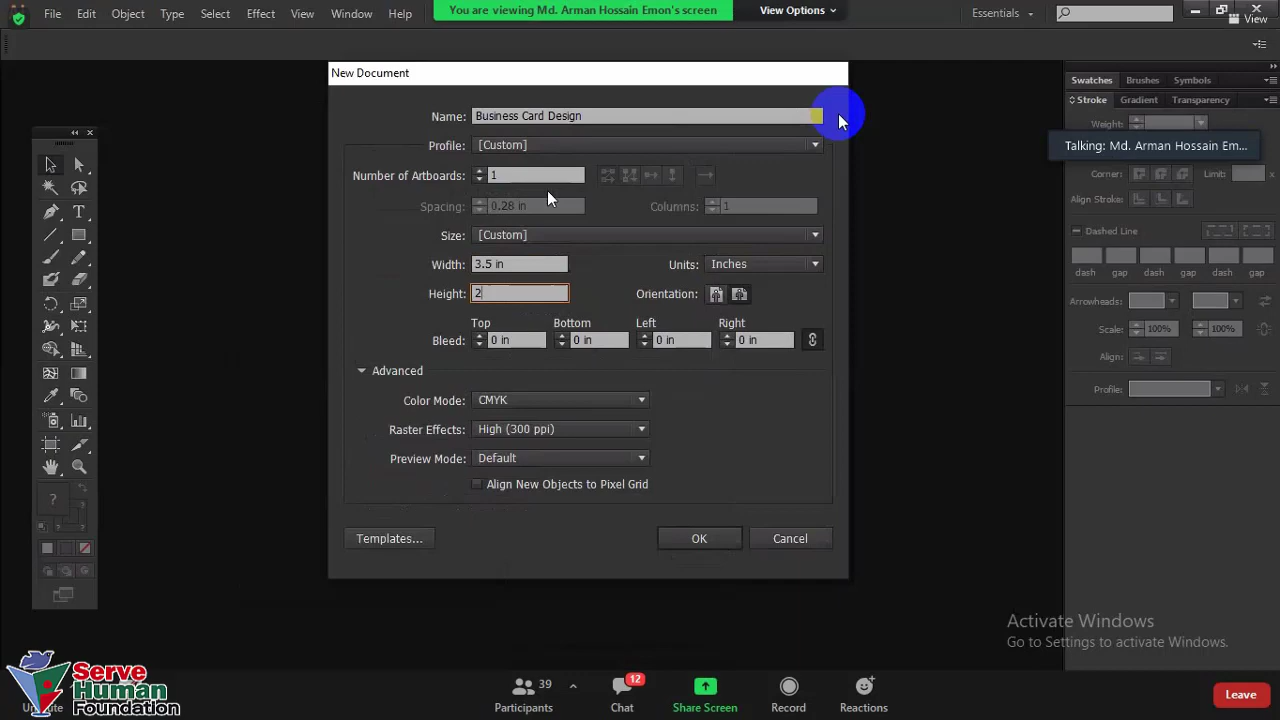 File Edit Object Type Select Effect View Window Help
You are viewing Md. Arman Hossain Emon's screen
View Options
Essentials
View
New Document
Name: Business Card Design
Profile: [Custom]
Number of Artboards: 1
Spacing: 0.28 in Columns: 1
Size: [Custom]
Width: 3.5 in Units: Inches
Height: 2 Orientation:
Top Bottom Left Right
Bleed: 0 in 0 in 0 in 0 in
Advanced
Color Mode: CMYK
Raster Effects: High (300 ppi)
Preview Mode: Default
Align New Objects to Pixel Grid
Templates... OK Cancel
Swatches Brushes Symbols
Stroke Gradient Transparency
Weight:
Talking: Md. Arman Hossain Em...
Corner: Limit: x
Align Stroke:
Dashed Line
dash gap dash gap dash gap
Arrowheads:
Scale: 100% 100%
Align:
Profile:
?
Activate Windows
Go to Settings to activate Windows.
Serve
Human
Foundation
39
Participants
12
Chat
Share Screen
Record
Reactions
Leave